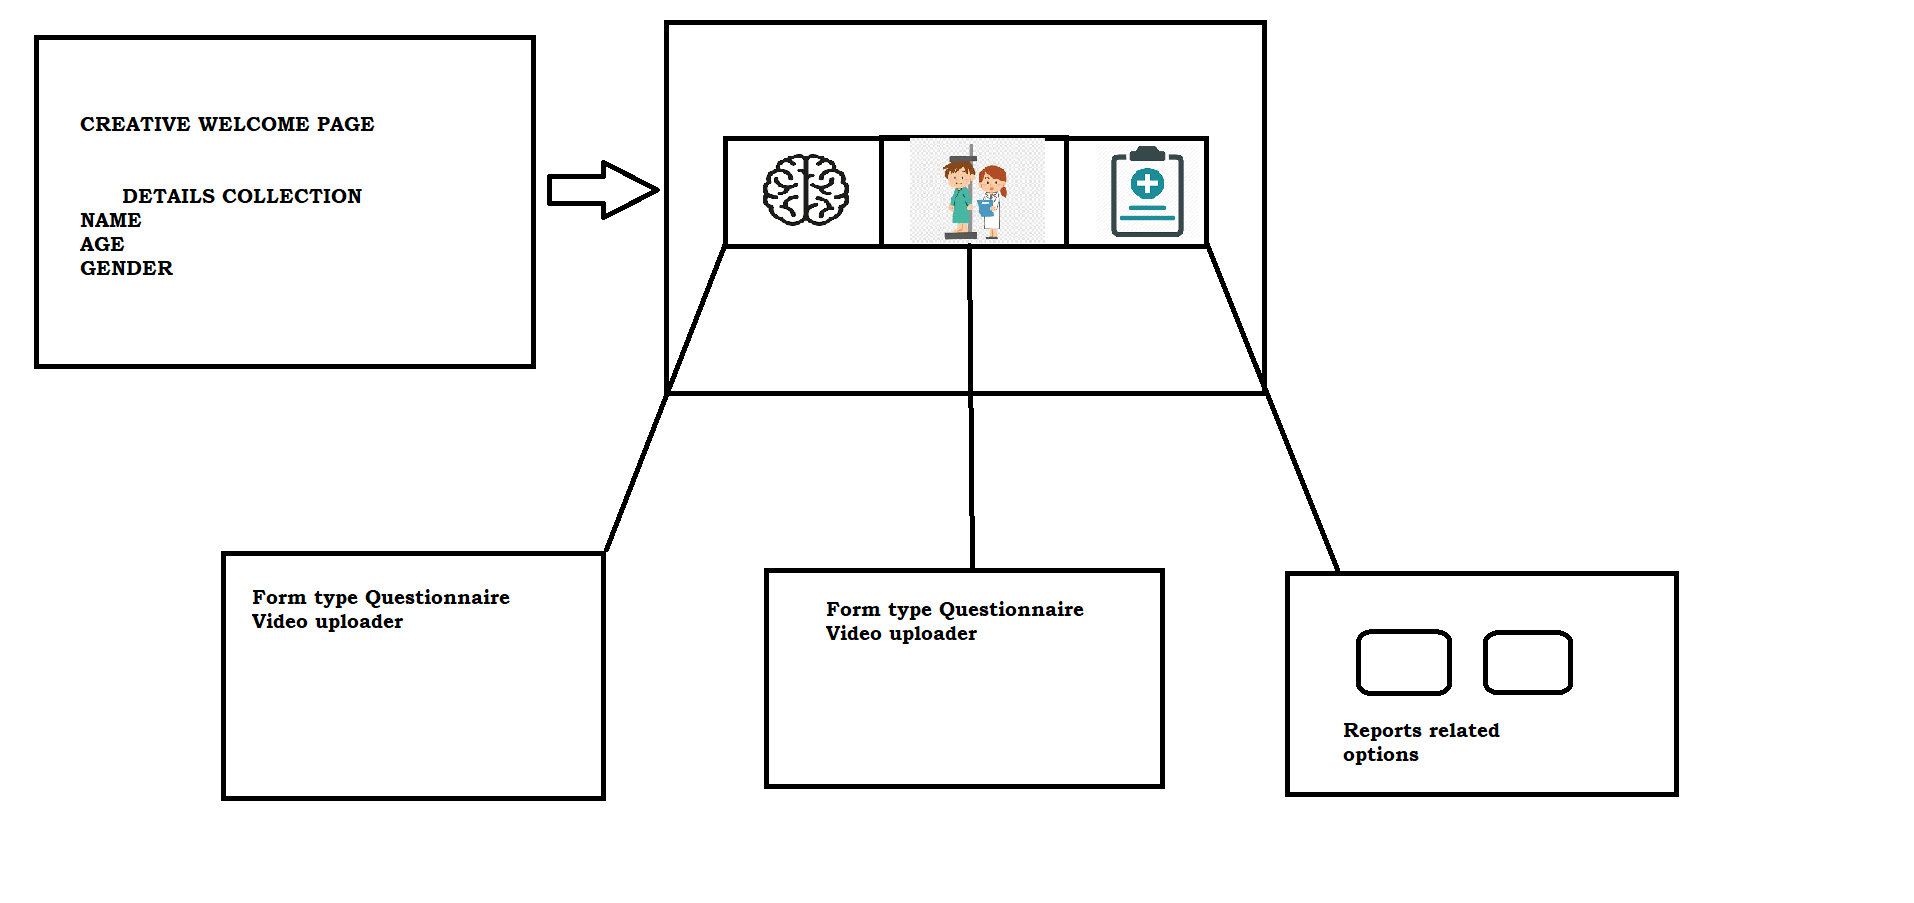 CREATIVE WELCOME PAGE
DETAILS COLLECTION
NAME
AGE
GENDER
Form type Questionnaire
Video uploader
Form type Questionnaire
Video uploader
Reports related
options